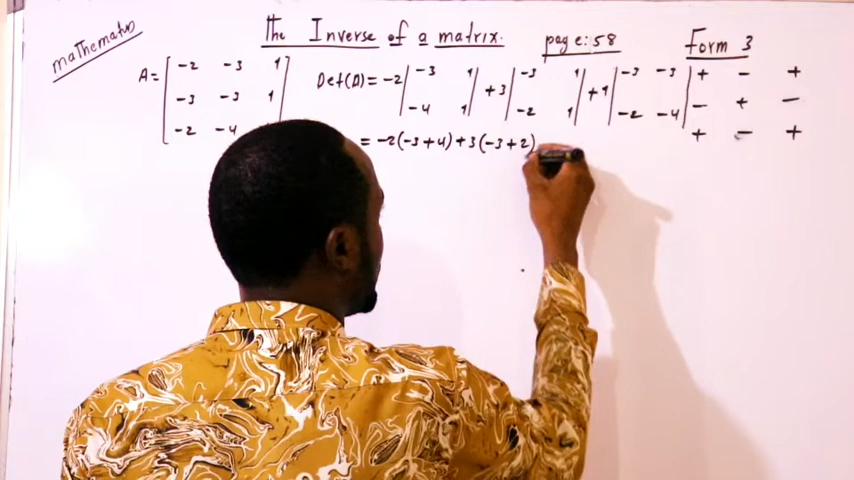 mathematics
The Inverse of a matrix. page: 58 Form 3
A = [ -2 -3 1 Det(A) = -2 | -3 1 | + 3 | -3 1 | + 1 | -3 -3 | + - +
-3 -3 1 -4 1 -2 1 -2 -4 - + -
-2 -4 = -2(-3+4) + 3(-3+2) + - +